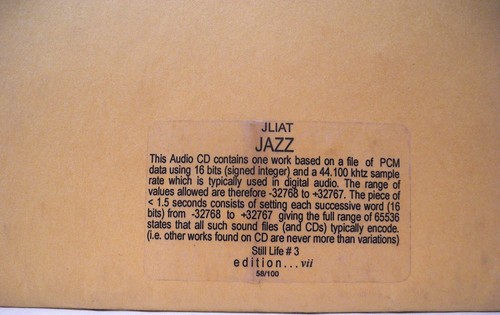 JLIAT
JAZZ
This Audio CD contains one work based on a file of PCM
data using 16 bits (signed integer) and a 44.100 khtz sample
rate which is typically used in digital audio. The range of
values allowed are therefore -32768 to +32767. The piece of
< 1.5 seconds consists of setting each successive word (16
bits) from -32768 to +32767 giving the full range of 65536
states that all such sound files (and CDs) typically encode.
(i.e. other works found on CD are never more than variations)
Still Life # 3
edition...vii
58/100